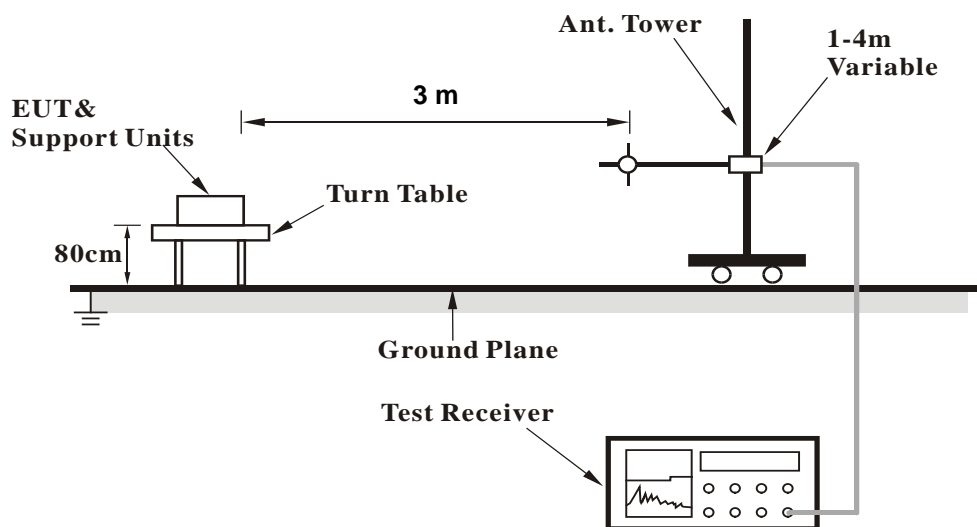 Ant. Tower
1-4m
Variable
3 m
EUT&
Support Units
Turn Table
80cm
Ground Plane
Test Receiver